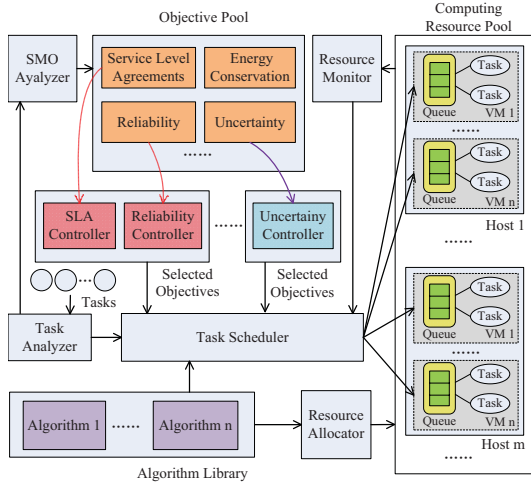 Objective Pool
Computing
Resource Pool
SMO
Ayalyzer
Service Level
Agreements
Energy
Conservation
Reliability
Uncertainty
......
Resource
Monitor
Task
Task
Queue
VM 1
......
Task
Task
Queue
VM n
Host 1
......
SLA
Controller
Reliability
Controller
......
Uncertainy
Controller
...
Tasks
Selected
Objectives
Selected
Objectives
Task
Analyzer
Task Scheduler
Task
Task
Queue
VM 1
......
Task
Task
Queue
VM n
Host m
......
Algorithm 1
......
Algorithm n
Algorithm Library
Resource
Allocator